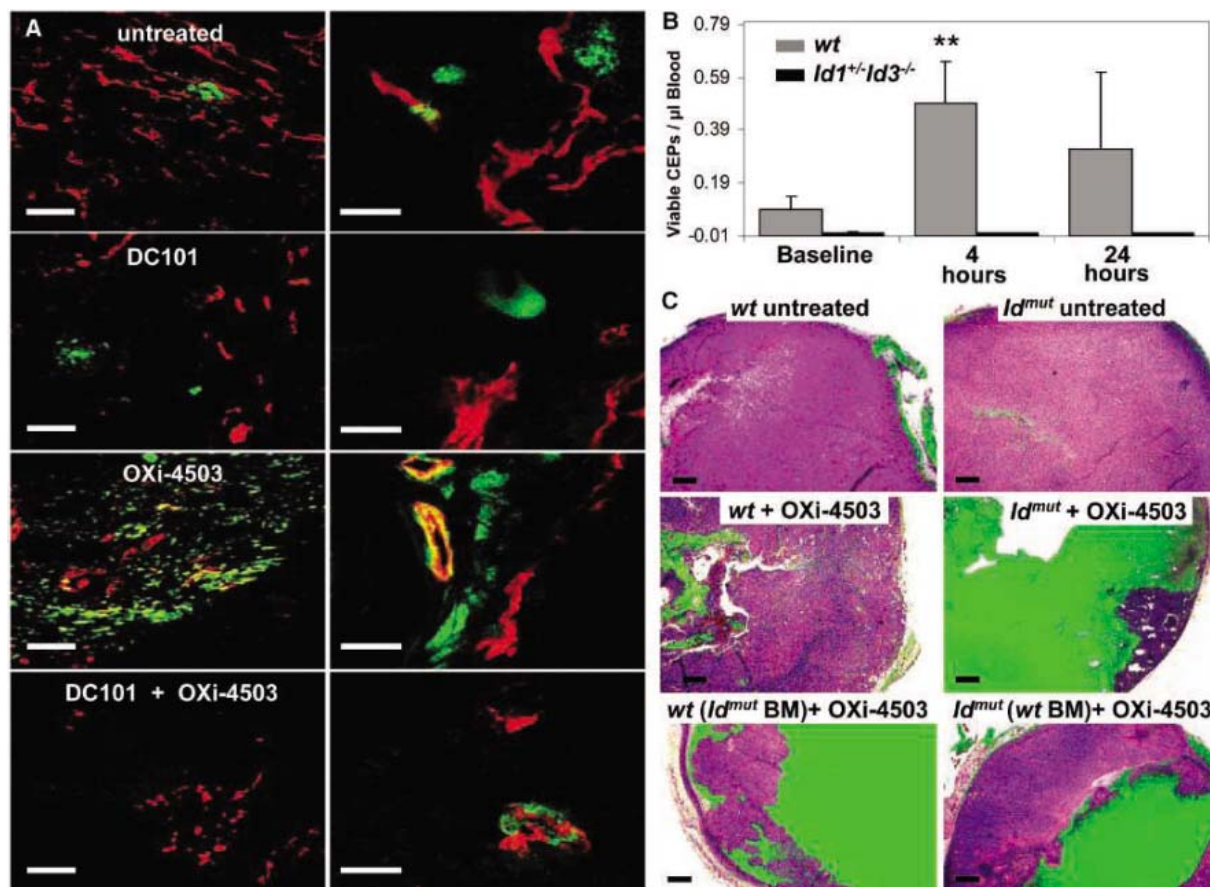 A
untreated
DC101
OXi-4503
DC101 + OXi-4503
B
Viable CEPs / µl Blood
0.79
0.59
0.39
0.19
-0.01
wt
Id1+/-Id3-/-
**
Baseline
4 hours
24 hours
C
wt untreated
Idmut untreated
wt + OXi-4503
Idmut + OXi-4503
wt (Idmut BM)+ OXi-4503
Idmut (wt BM)+ OXi-4503